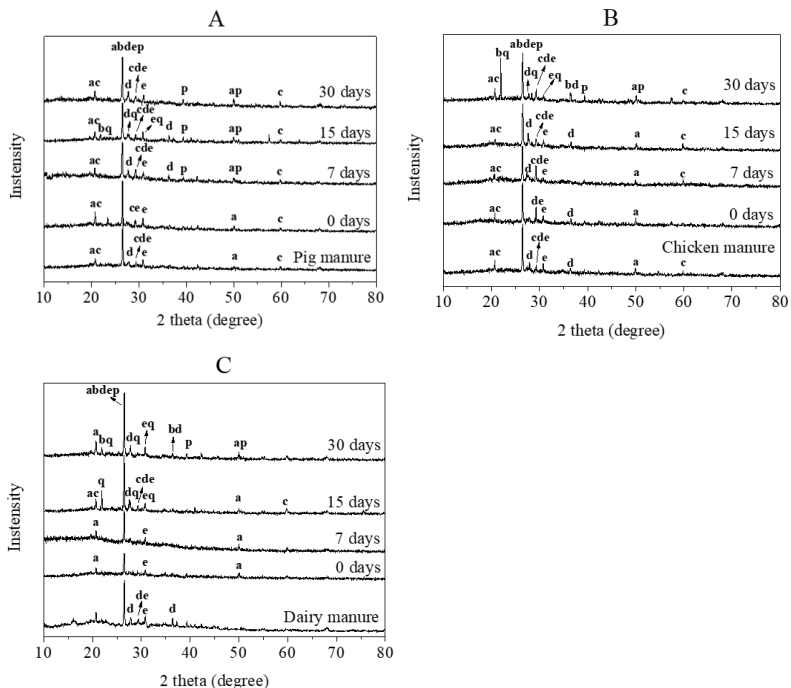 A
abdep
ac d cde e p ap c 30 days
ac bq dq cde eq d p ap c 15 days
ac d cde e d p ap c 7 days
ac ce e a c 0 days
ac d cde e a c Pig manure
10 20 30 40 50 60 70 80
2 theta (degree)
Instensity
B
abdep
ac bq dq cde eq bd p ap c 30 days
ac d cde e d a c 15 days
ac d cde e a c 7 days
ac de e d a 0 days
ac d cde e d a c Chicken manure
10 20 30 40 50 60 70 80
2 theta (degree)
Instensity
C
abdep
a bq dq eq bd p ap 30 days
ac q dq cde eq a c 15 days
a e a 7 days
a e a 0 days
d de e d Dairy manure
10 20 30 40 50 60 70 80
2 theta (degree)
Instensity